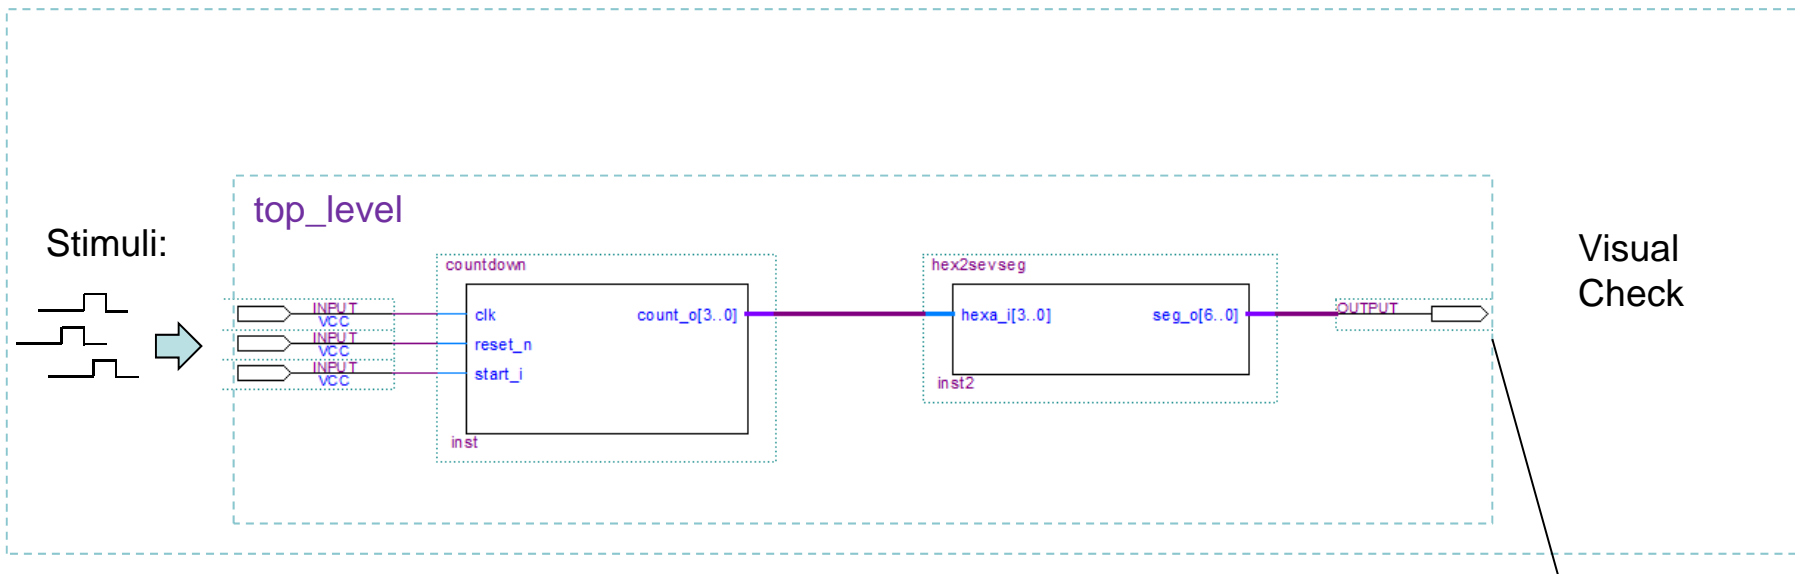 top_level
Stimuli:
Visual
Check
countdown
hex2sevseg
INPUT
VCC
clk
count_o[3..0]
hexa_i[3..0]
seg_o[6..0]
OUTPUT
INPUT
VCC
reset_n
INPUT
VCC
start_i
inst2
inst